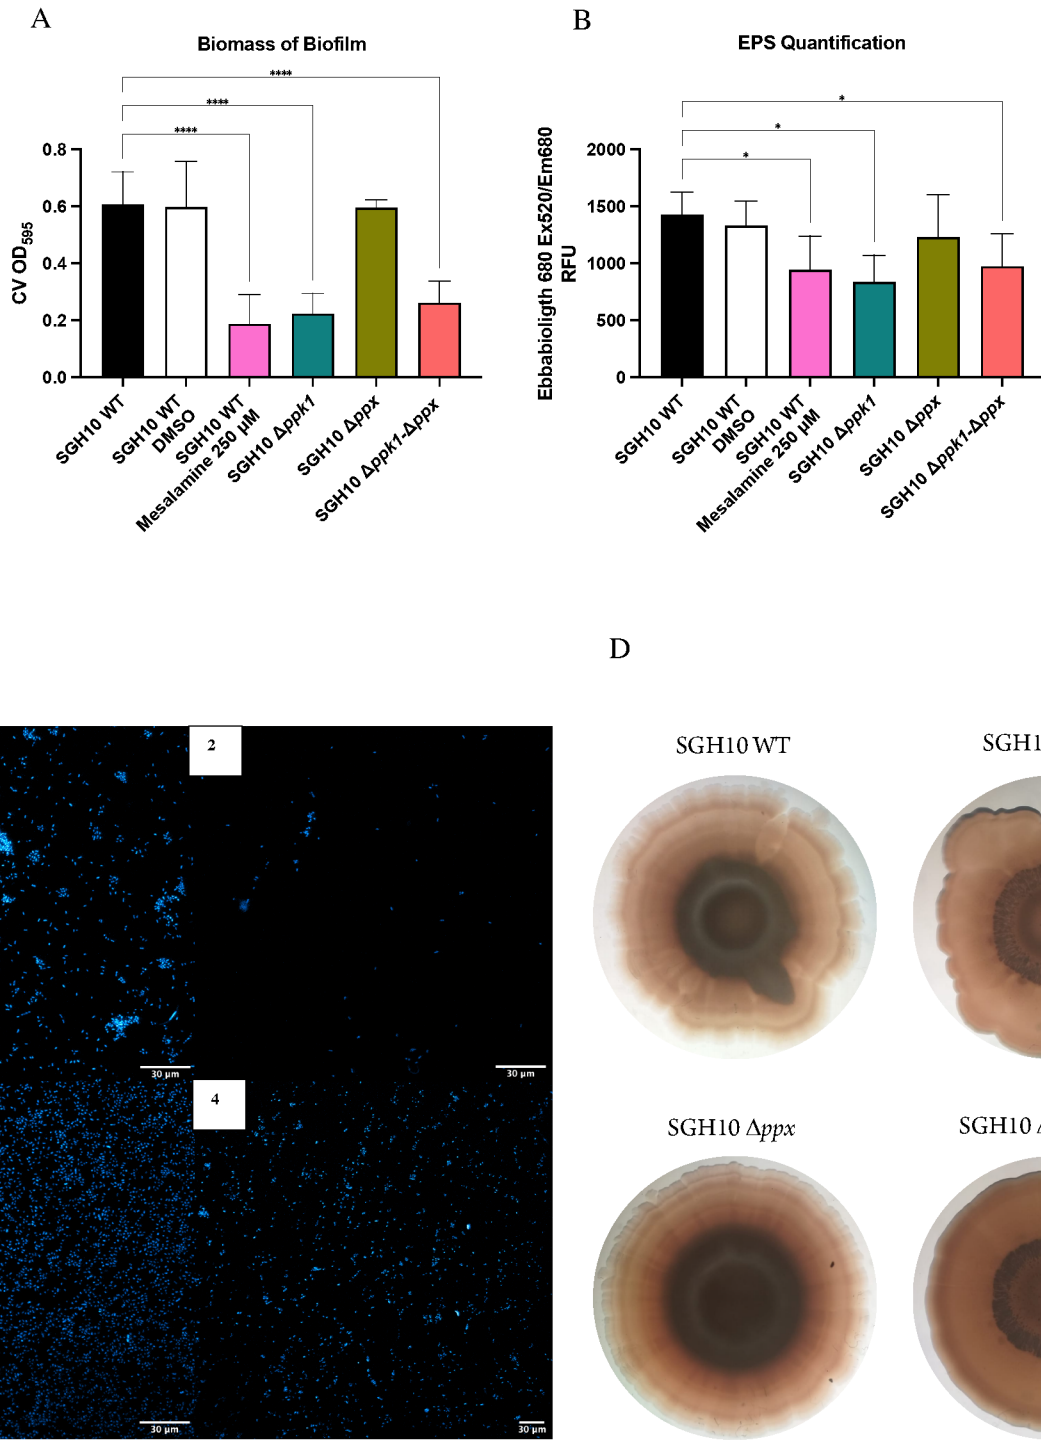 A
Biomass of Biofilm
****
****
****
CV OD595
0.8
0.6
0.4
0.2
0.0
SGH10 WT
SGH10 WT
DMSO
SGH10 WT
Mesalamine 250 µM
SGH10 Δppk1
SGH10 Δppx
SGH10 Δppk1-Δppx
B
EPS Quantification
*
*
*
Ebbabioligth 680 Ex520/Em680
RFU
2000
1500
1000
500
0
SGH10 WT
SGH10 WT
DMSO
SGH10 WT
Mesalamine 250 µM
SGH10 Δppk1
SGH10 Δppx
SGH10 Δppk1-Δppx
2
30 µm
30 µm
4
30 µm
30 µm
D
SGH10 WT
SGH1
SGH10 Δppx
SGH10 Δ